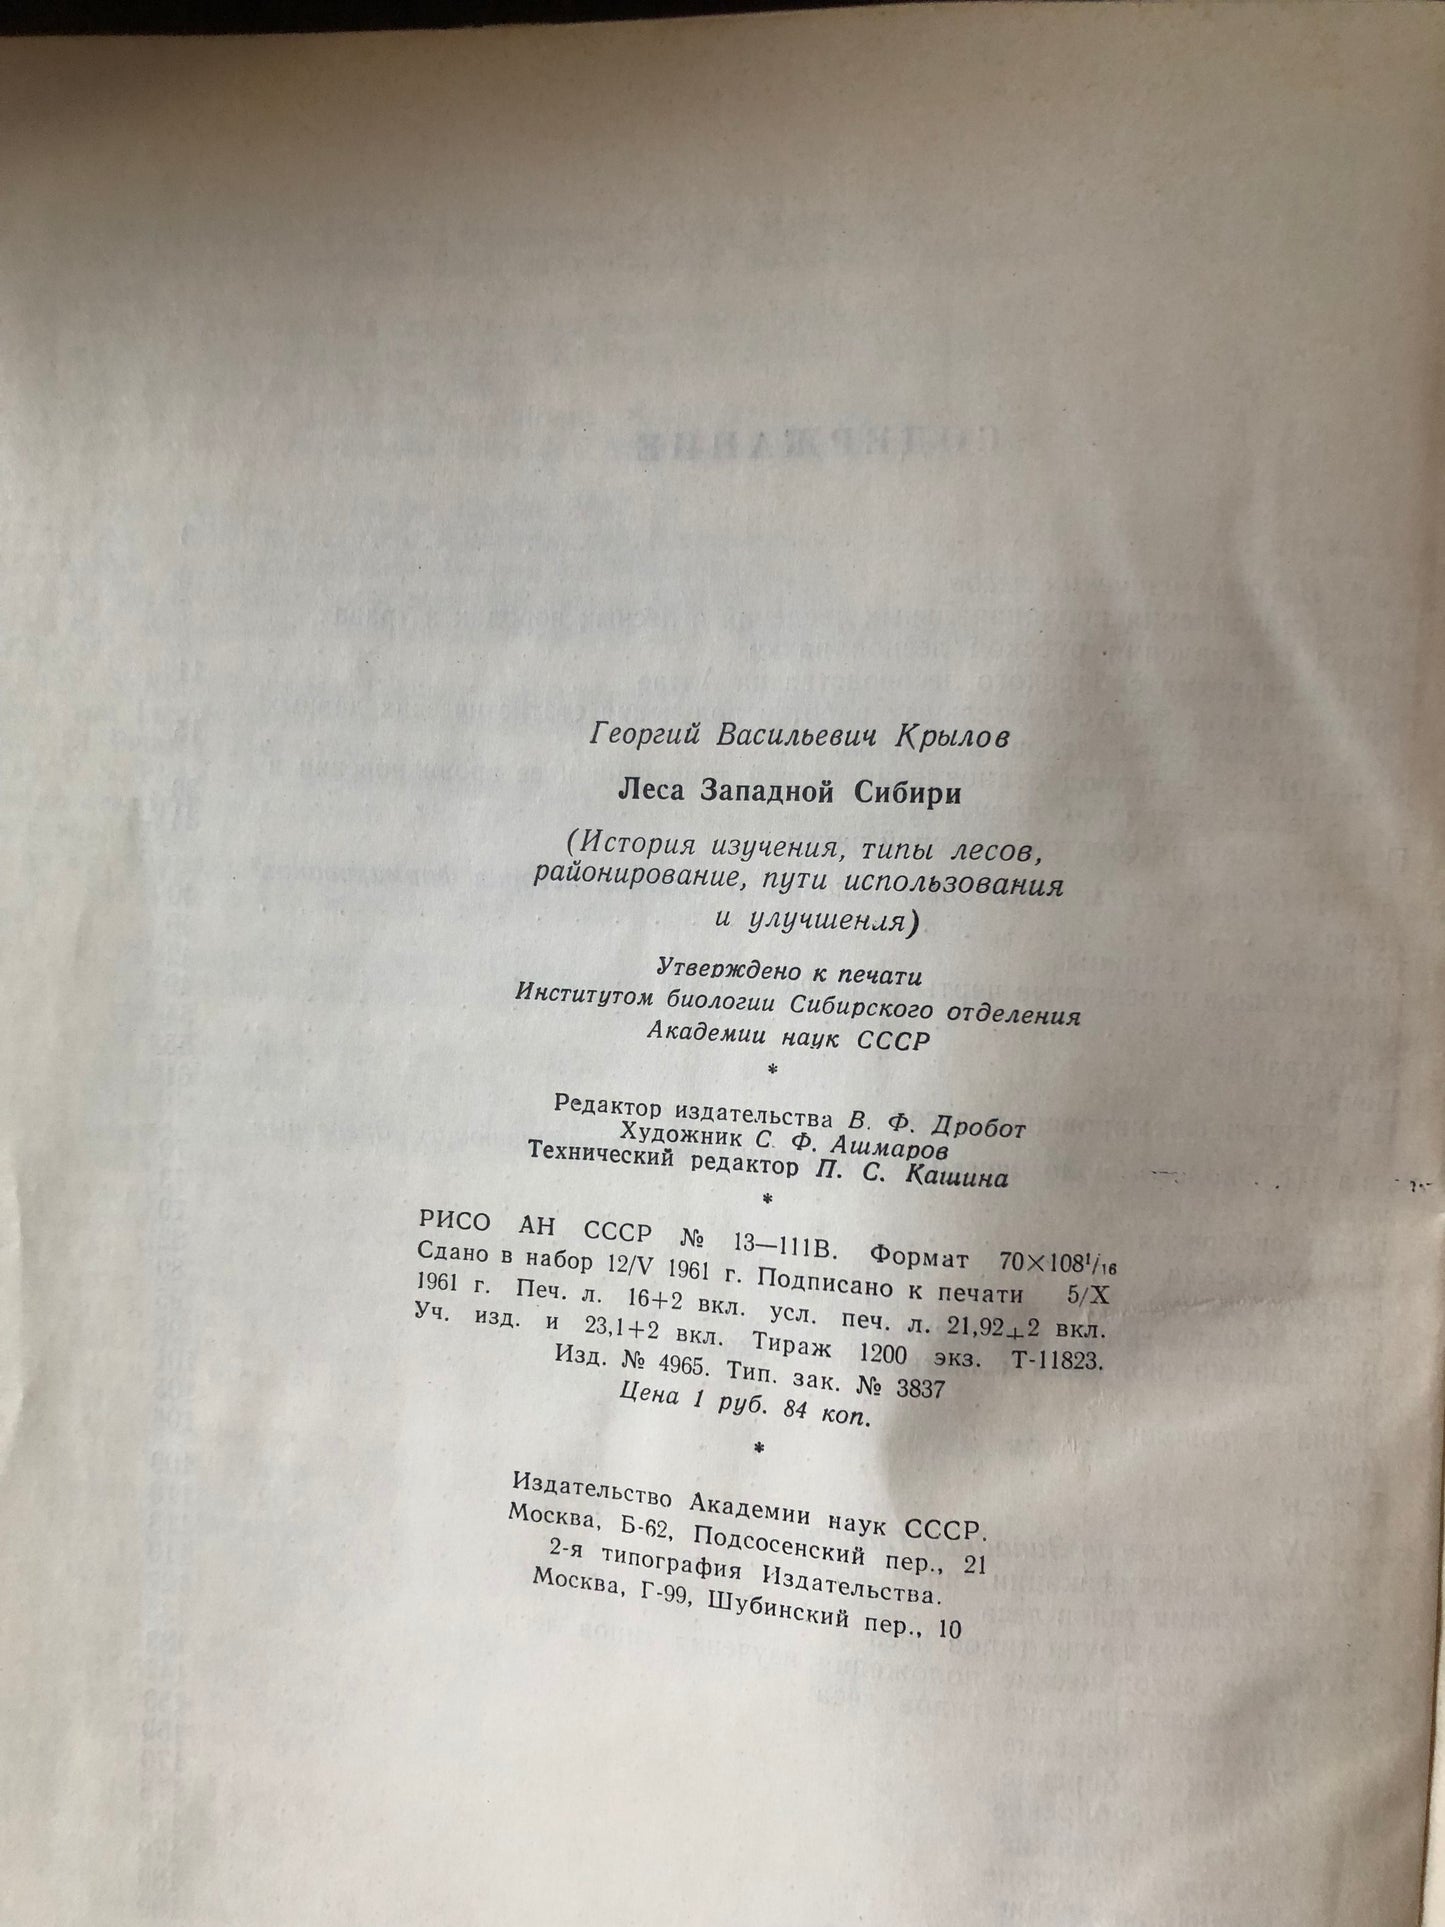 Георгий Васильевич Крылов
Леса Западной Сибири
(История изучения, типы лесов,
районирование, пути использования
и улучшения)
Утверждено к печати
Институтом биологии Сибирского отделения
Академии наук СССР
*
Редактор издательства В. Ф. Дробот
Художник С. Ф. Ашмаров
Технический редактор П. С. Кашина
*
РИСО АН СССР № 13—111В. Формат 70×108¹/₁₆
Сдано в набор 12/V 1961 г. Подписано к печати 5/X
1961 г. Печ. л. 16+2 вкл. усл. печ. л. 21,92+2 вкл.
Уч. изд. и 23,1+2 вкл. Тираж 1200 экз. Т-11823.
Изд. № 4965. Тип. зак. № 3837
Цена 1 руб. 84 коп.
*
Издательство Академии наук СССР.
Москва, Б-62, Подсосенский пер., 21
2-я типография Издательства.
Москва, Г-99, Шубинский пер., 10